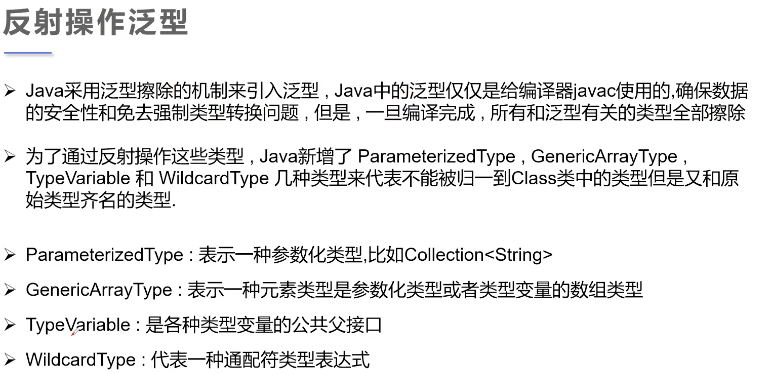 反射操作泛型
Java采用泛型擦除的机制来引入泛型 , Java中的泛型仅仅是给编译器javac使用的,确保数据
的安全性和免去强制类型转换问题 , 但是 , 一旦编译完成 , 所有和泛型有关的类型全部擦除
为了通过反射操作这些类型 , Java新增了 ParameterizedType , GenericArrayType ,
TypeVariable 和 WildcardType 几种类型来代表不能被归一到Class类中的类型但是又和原
始类型齐名的类型.
ParameterizedType : 表示一种参数化类型,比如Collection<String>
GenericArrayType : 表示一种元素类型是参数化类型或者类型变量的数组类型
TypeVariable : 是各种类型变量的公共父接口
WildcardType : 代表一种通配符类型表达式